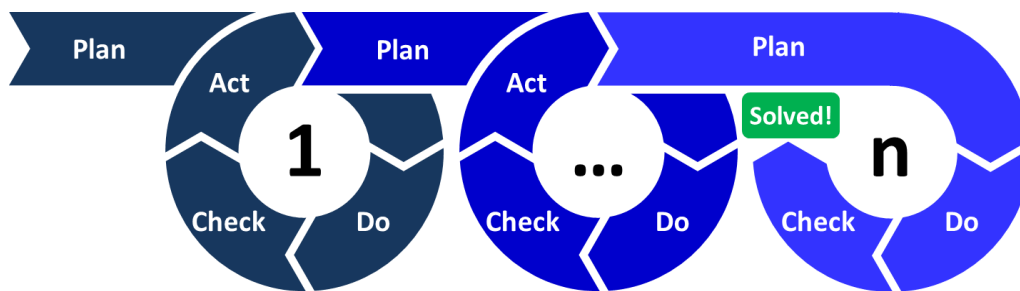 Plan
Act
1
Check
Do
Plan
Act
...
Check
Do
Plan
Solved!
n
Check
Do